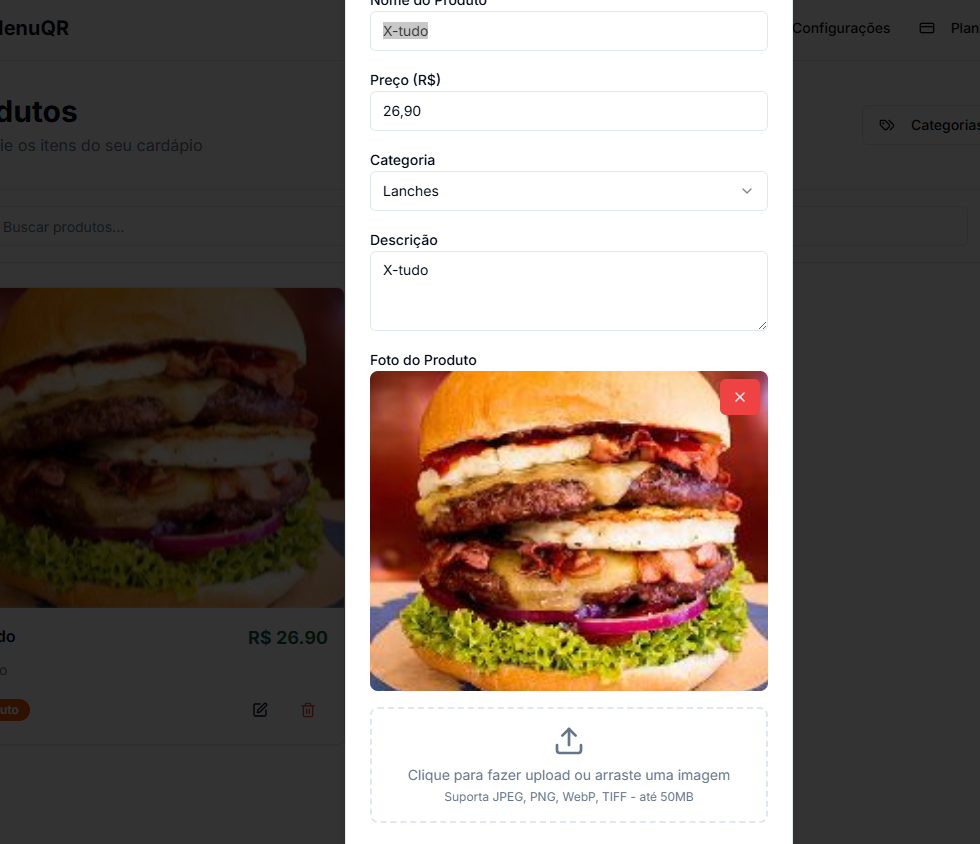 Nome do Produto
enuQR
Configurações
Plan
X-tudo
Preço (R$)
dutos
26,90
ie os itens do seu cardápio
Categorias
Categoria
Lanches
Buscar produtos...
Descrição
X-tudo
Foto do Produto
do
R$ 26.90
o
uto
Clique para fazer upload ou arraste uma imagem
Suporta JPEG, PNG, WebP, TIFF - até 50MB